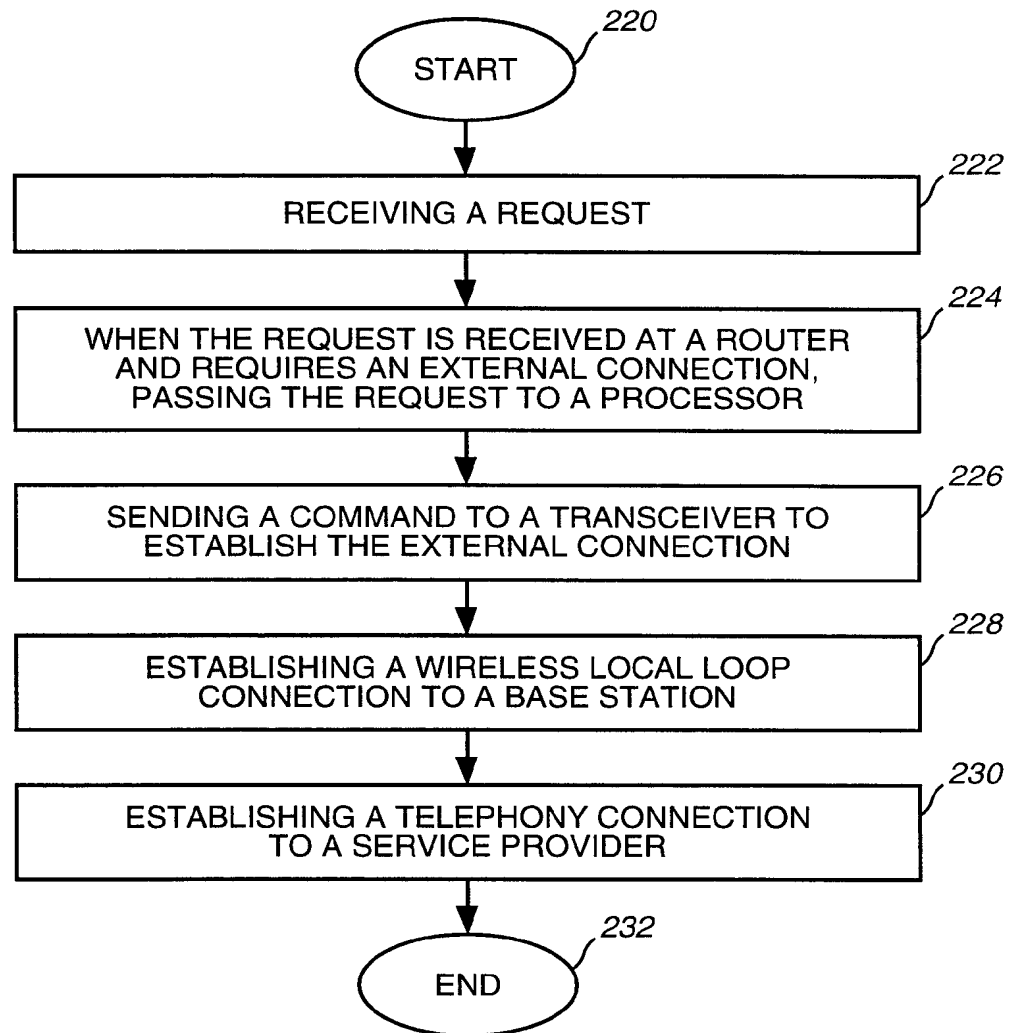 220
START
222
RECEIVING A REQUEST
224
WHEN THE REQUEST IS RECEIVED AT A ROUTER
AND REQUIRES AN EXTERNAL CONNECTION,
PASSING THE REQUEST TO A PROCESSOR
226
SENDING A COMMAND TO A TRANSCEIVER TO
ESTABLISH THE EXTERNAL CONNECTION
228
ESTABLISHING A WIRELESS LOCAL LOOP
CONNECTION TO A BASE STATION
230
ESTABLISHING A TELEPHONY CONNECTION
TO A SERVICE PROVIDER
232
END